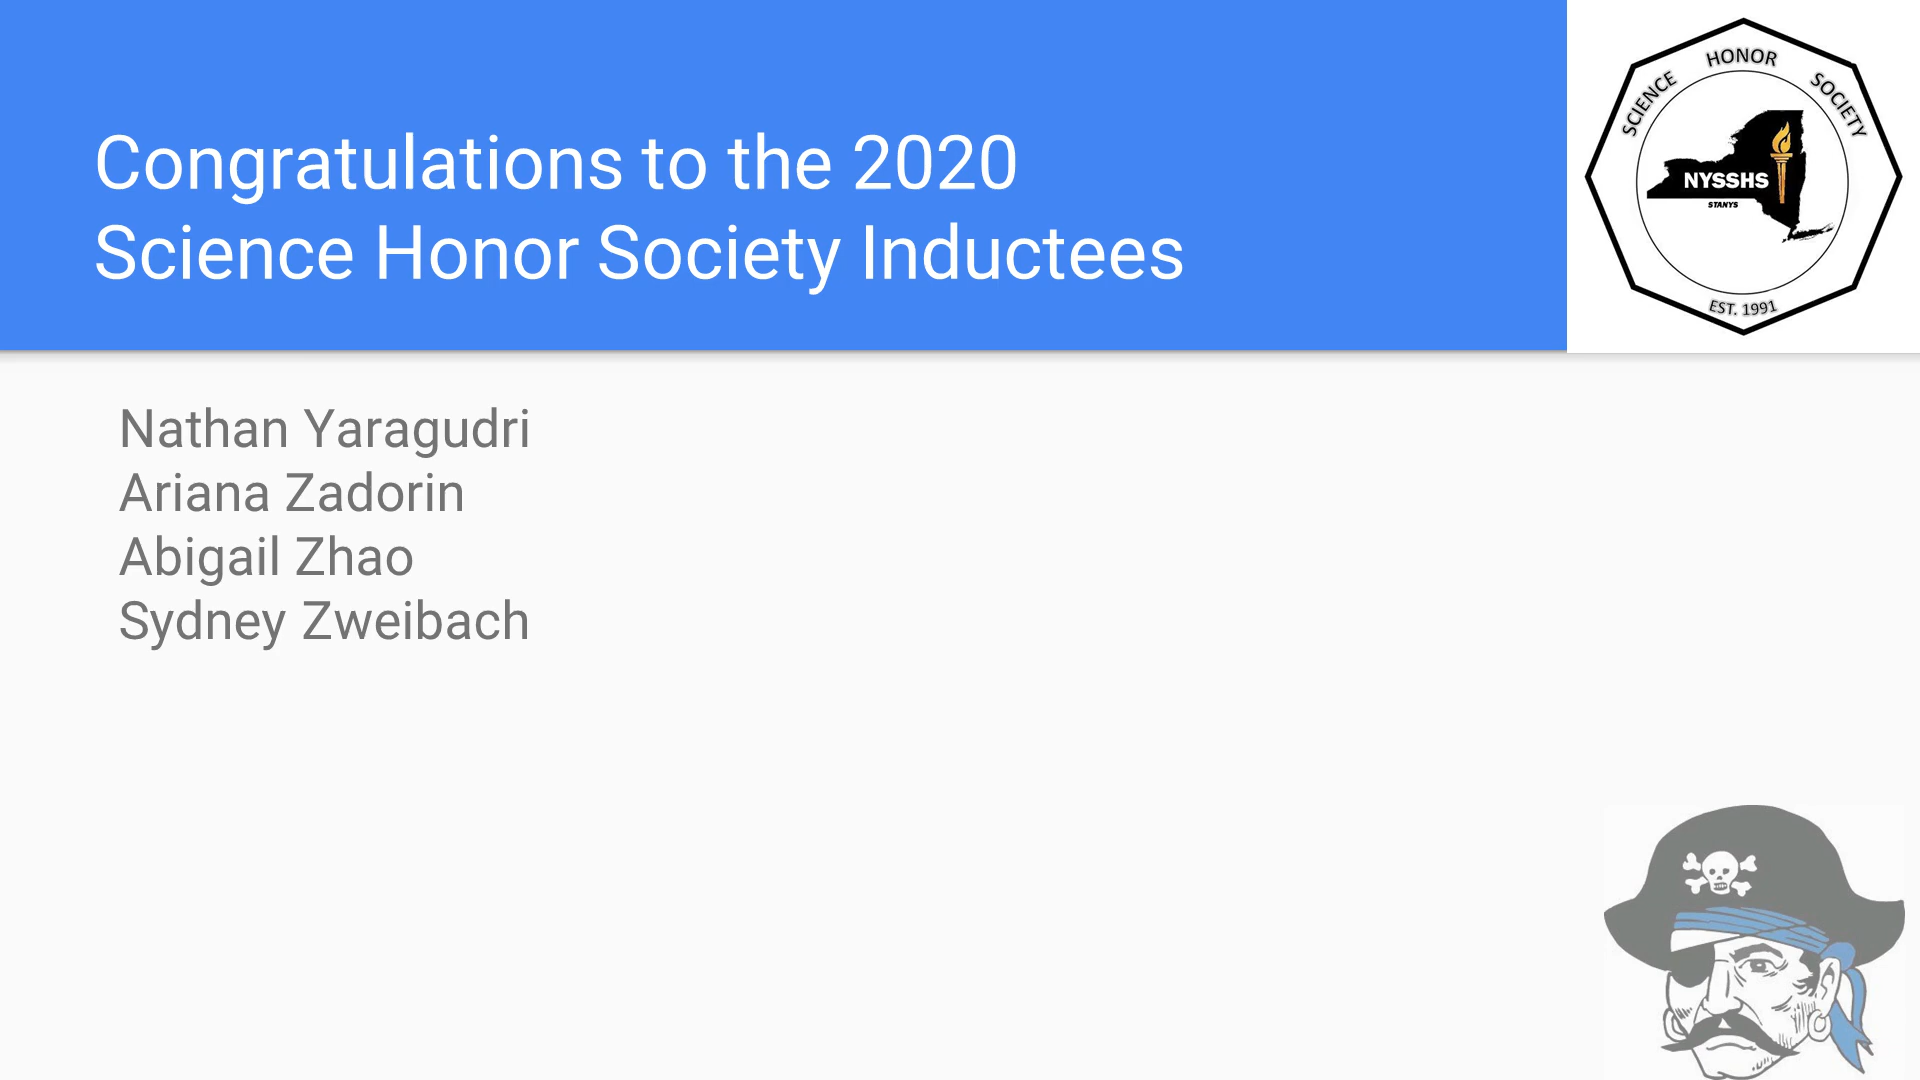 Congratulations to the 2020
Science Honor Society Inductees
SCIENCE HONOR SOCIETY
NYSSHS
STANYS
EST. 1991
Nathan Yaragudri
Ariana Zadorin
Abigail Zhao
Sydney Zweibach